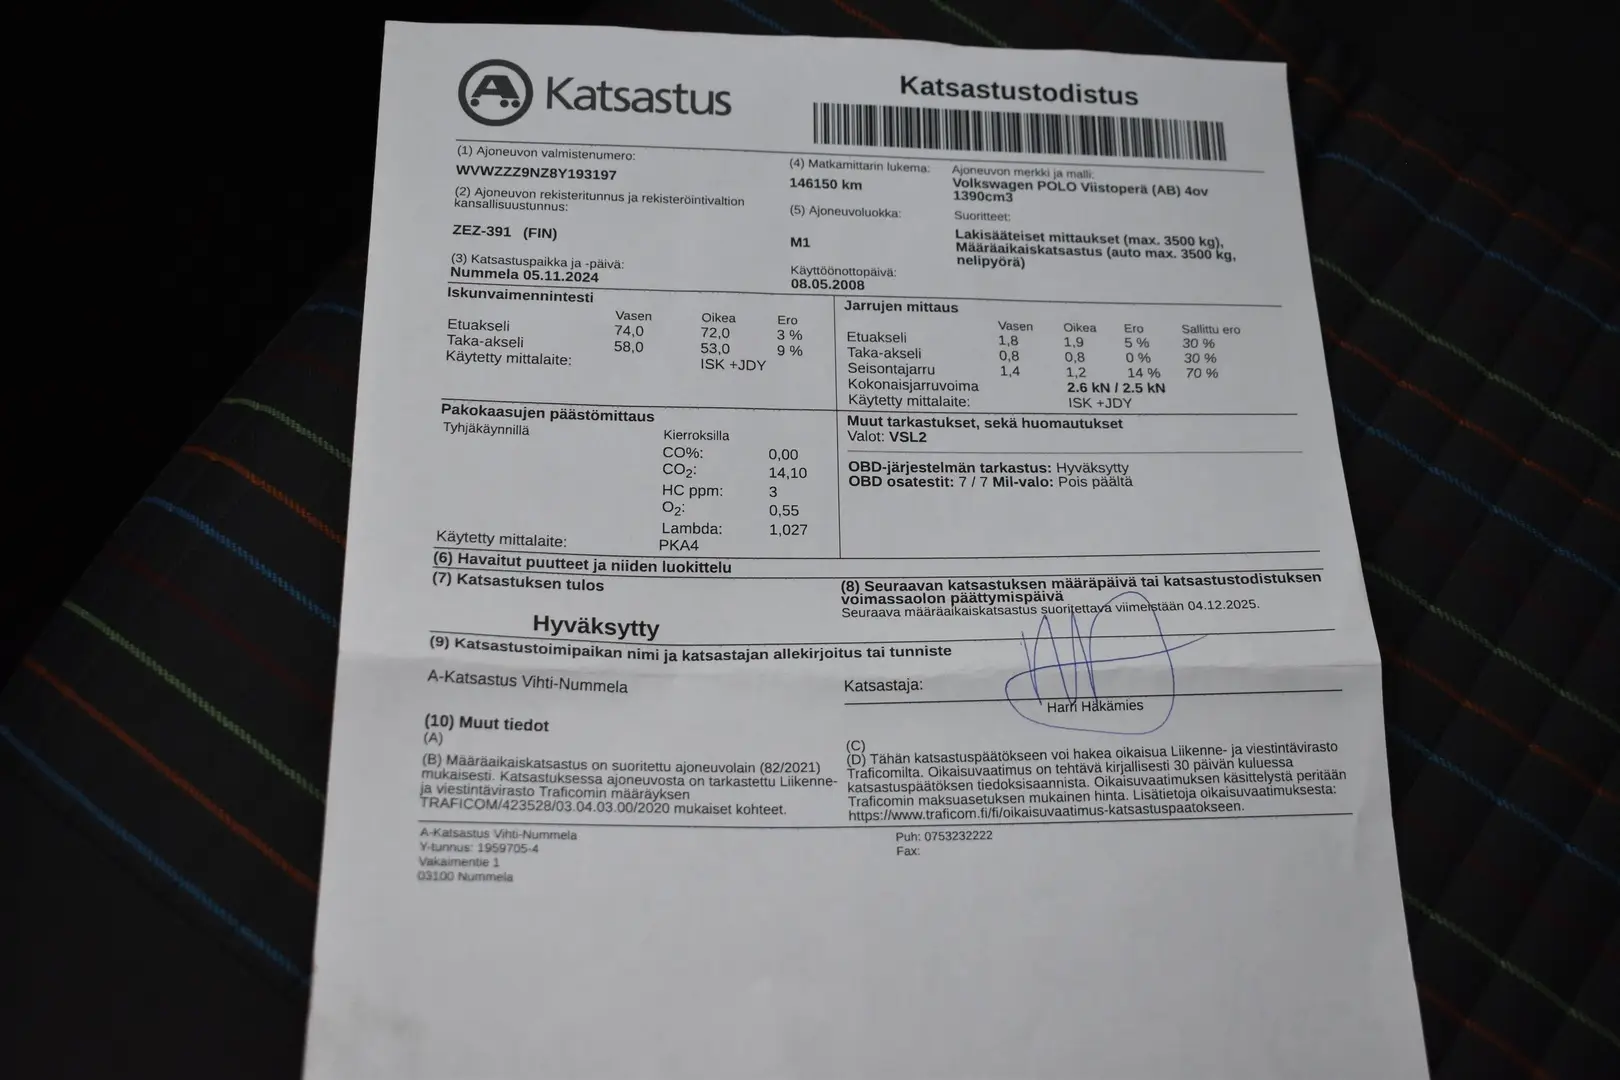 A Katsastus
Katsastustodistus
(1) Ajoneuvon valmistenumero:
WVWZZZ9NZ8Y193197
(2) Ajoneuvon rekisteritunnus ja rekisteröintivaltion
kansallisuustunnus:
ZEZ-391 (FIN)
(3) Katsastuspaikka ja -päivä:
Nummela 05.11.2024
(4) Matkamittarin lukema:
146150 km
(5) Ajoneuvoluokka:
M1
Käyttöönottopäivä:
08.05.2008
Ajoneuvon merkki ja malli:
Volkswagen POLO Viistoperä (AB) 4ov
1390cm3
Suoritteet:
Lakisääteiset mittaukset (max. 3500 kg),
Määräaikaiskatsastus (auto max. 3500 kg,
nelipyörä)
Iskunvaimennintesti
Vasen Oikea Ero
Etuakseli 74,0 72,0 3 %
Taka-akseli 58,0 53,0 9 %
Käytetty mittalaite: ISK +JDY
Jarrujen mittaus
Vasen Oikea Ero Sallittu ero
Etuakseli 1,8 1,9 5 % 30 %
Taka-akseli 0,8 0,8 0 % 30 %
Seisontajarru 1,4 1,2 14 % 70 %
Kokonaisjarruvoima 2.6 kN / 2.5 kN
Käytetty mittalaite: ISK +JDY
Pakokaasujen päästömittaus
Tyhjäkäynnillä Kierroksilla
CO%: 0,00
CO2: 14,10
HC ppm: 3
O2: 0,55
Lambda: 1,027
Käytetty mittalaite: PKA4
Muut tarkastukset, sekä huomautukset
Valot: VSL2
OBD-järjestelmän tarkastus: Hyväksytty
OBD osatestit: 7 / 7 Mil-valo: Pois päältä
(6) Havaitut puutteet ja niiden luokittelu
(7) Katsastuksen tulos
Hyväksytty
(8) Seuraavan katsastuksen määräpäivä tai katsastustodistuksen
voimassaolon päättymispäivä
Seuraava määräaikaiskatsastus suoritettava viimeistään 04.12.2025.
(9) Katsastustoimipaikan nimi ja katsastajan allekirjoitus tai tunniste
A-Katsastus Vihti-Nummela
Katsastaja:
Harri Hakämies
(10) Muut tiedot
(A)
(B) Määräaikaiskatsastus on suoritettu ajoneuvolain (82/2021)
mukaisesti. Katsastuksessa ajoneuvosta on tarkastettu Liikenne-
ja viestintävirasto Traficomin määräyksen
TRAFICOM/423528/03.04.03.00/2020 mukaiset kohteet.
(C)
(D) Tähän katsastuspäätökseen voi hakea oikaisua Liikenne- ja viestintävirasto
Traficomilta. Oikaisuvaatimus on tehtävä kirjallisesti 30 päivän kuluessa
katsastuspäätöksen tiedoksisaannista. Oikaisuvaatimuksen käsittelystä peritään
Traficomin maksuasetuksen mukainen hinta. Lisätietoja oikaisuvaatimuksesta:
https://www.traficom.fi/fi/oikaisuvaatimus-katsastuspaatokseen.
A-Katsastus Vihti-Nummela
Y-tunnus: 1959705-4
Vakaimentie 1
03100 Nummela
Puh: 0753232222
Fax: